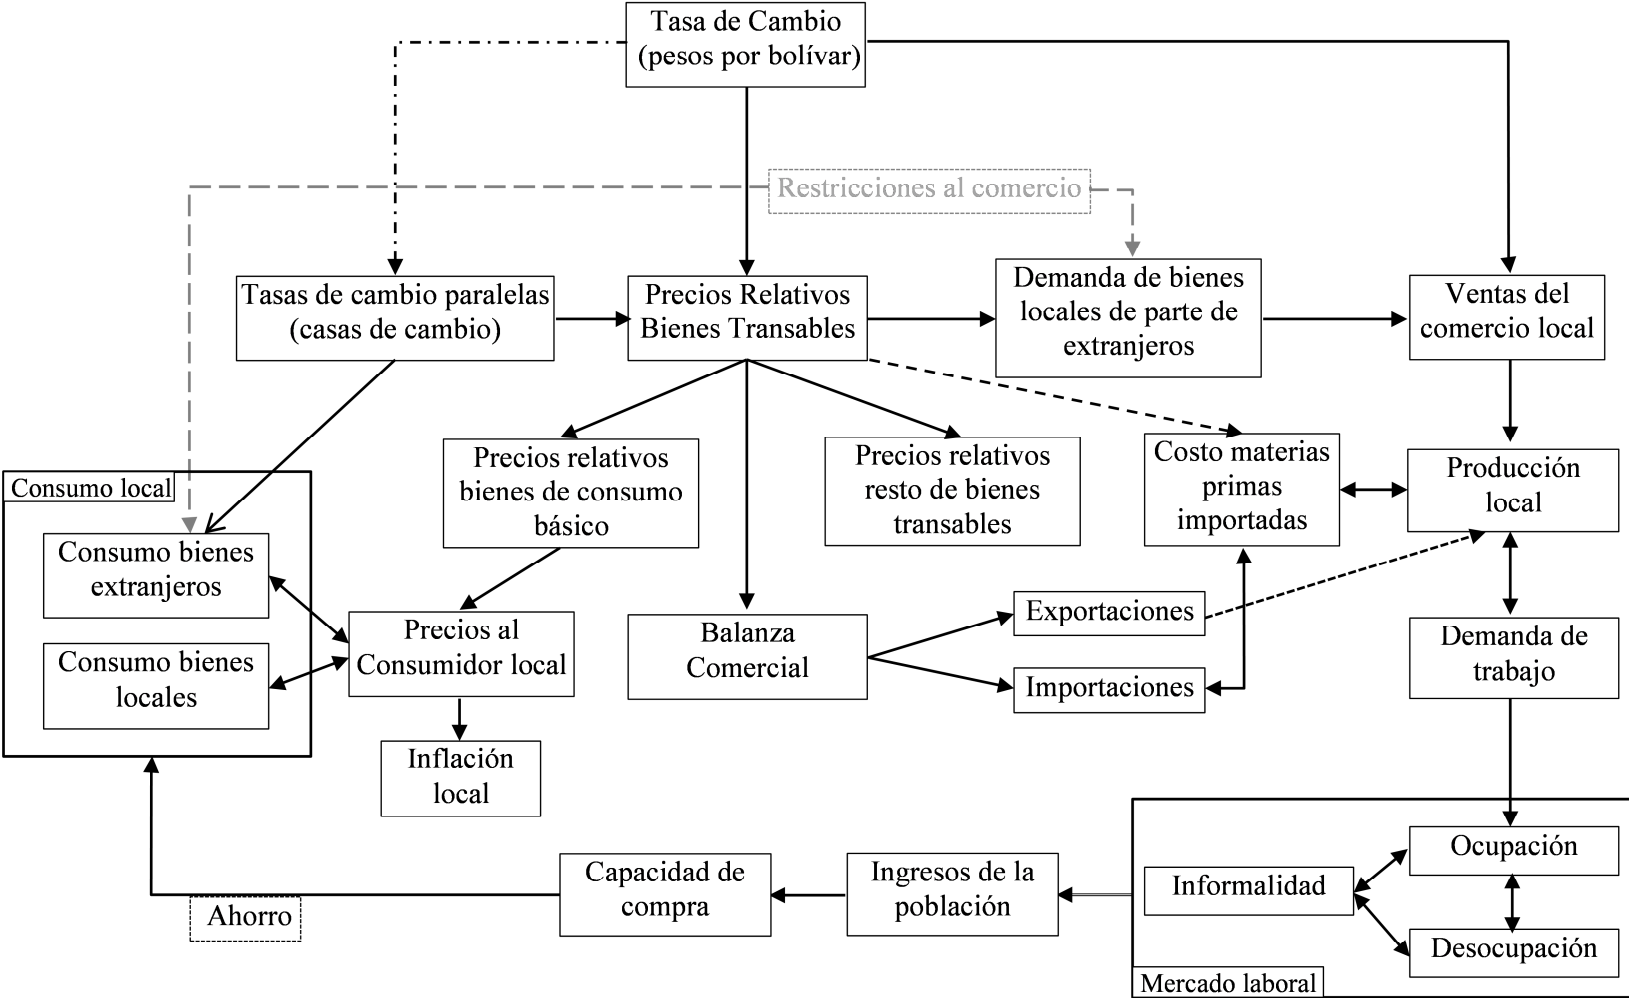 Tasa de Cambio
(pesos por bolívar)
Restricciones al comercio
Tasas de cambio paralelas
(casas de cambio)
Precios Relativos
Bienes Transables
Demanda de bienes
locales de parte de
extranjeros
Ventas del
comercio local
Precios relativos
bienes de consumo
básico
Precios relativos
resto de bienes
transables
Costo materias
primas
importadas
Producción
local
Consumo local
Consumo bienes
extranjeros
Consumo bienes
locales
Precios al
Consumidor local
Balanza
Comercial
Exportaciones
Importaciones
Demanda de
trabajo
Inflación
local
Ocupación
Informalidad
Desocupación
Mercado laboral
Ingresos de la
población
Capacidad de
compra
Ahorro